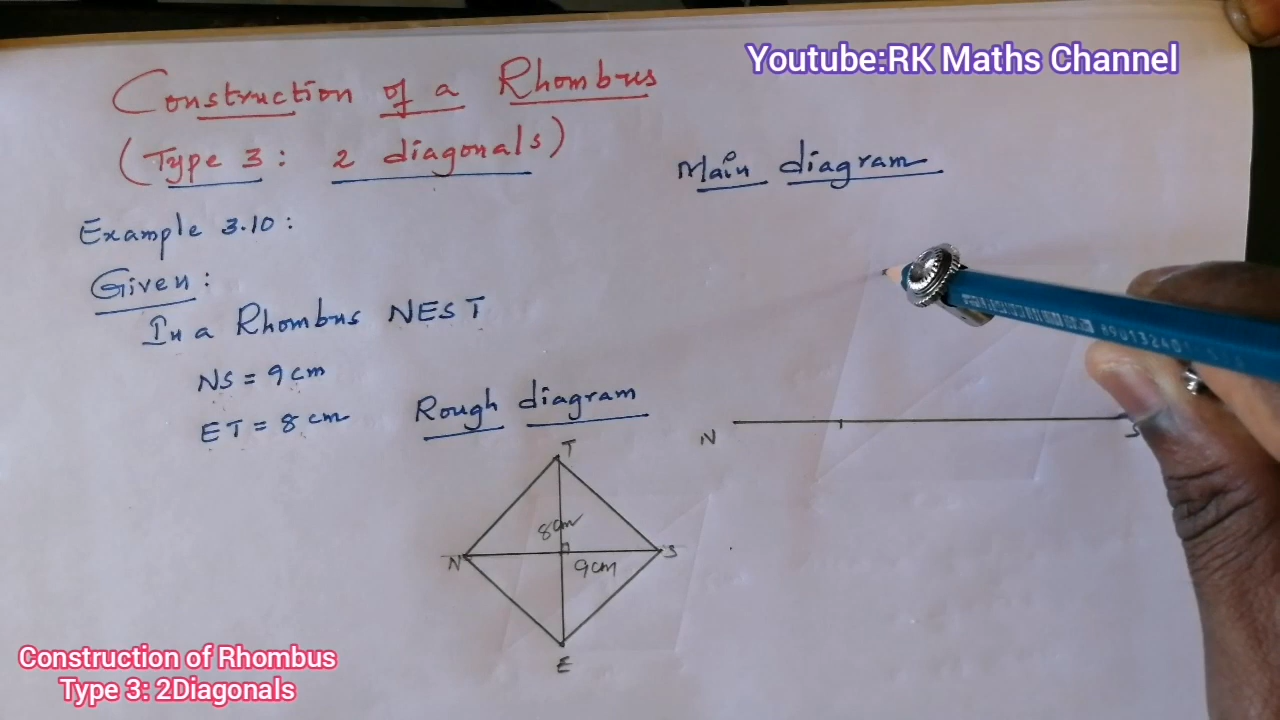 Youtube:RK Maths Channel
Construction of a Rhombus
(Type 3: 2 diagonals)
Main diagram
Example 3.10:
Given:
In a Rhombus NEST
NS = 9 cm
ET = 8 cm
Rough diagram
N
S
T
8cm
N
S
9cm
E
Construction of Rhombus
Type 3: 2Diagonals